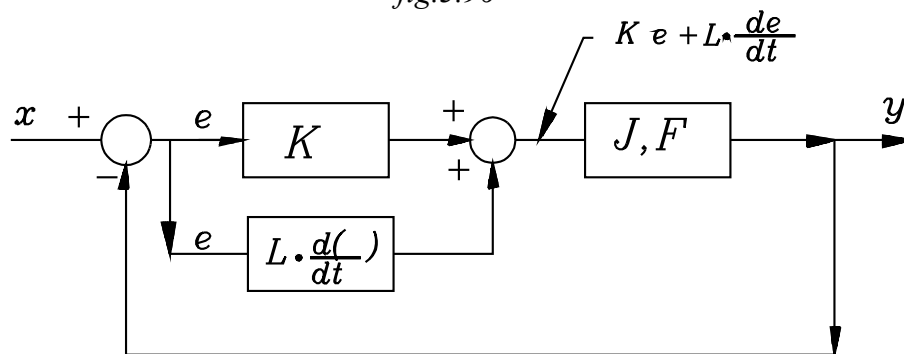 K e + L · de/dt
x + e K + J, F y
− +
e L · d( )/dt